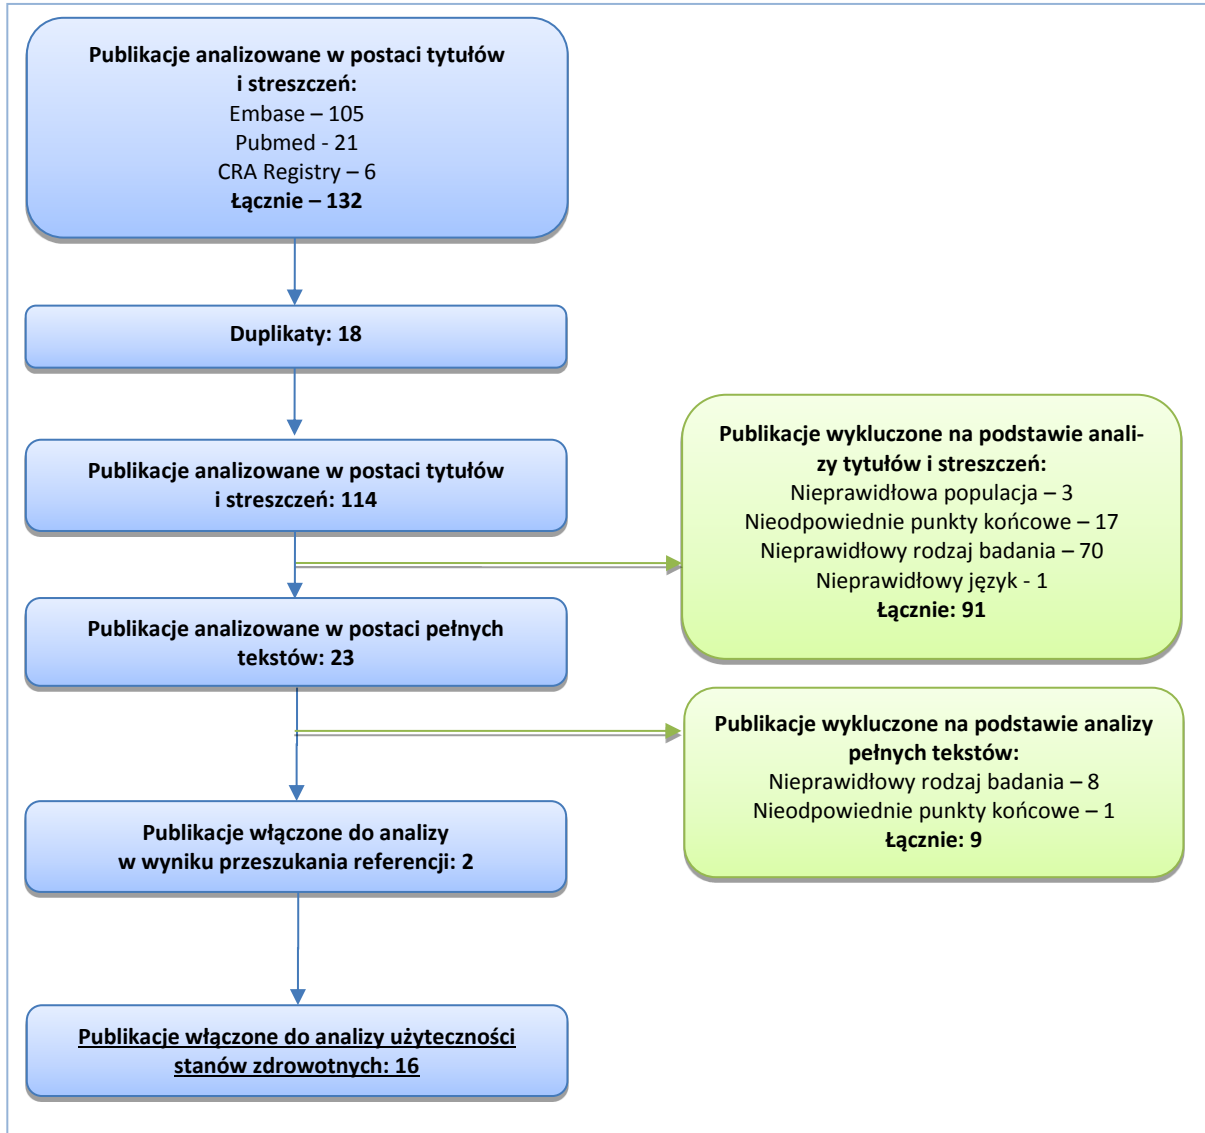 Publikacje analizowane w postaci tytułów
i streszczeń:
Embase – 105
Pubmed - 21
CRA Registry – 6
Łącznie – 132
Duplikaty: 18
Publikacje analizowane w postaci tytułów
i streszczeń: 114
Publikacje wykluczone na podstawie anali-
zy tytułów i streszczeń:
Nieprawidłowa populacja – 3
Nieodpowiednie punkty końcowe – 17
Nieprawidłowy rodzaj badania – 70
Nieprawidłowy język - 1
Łącznie: 91
Publikacje analizowane w postaci pełnych
tekstów: 23
Publikacje wykluczone na podstawie analizy
pełnych tekstów:
Nieprawidłowy rodzaj badania – 8
Nieodpowiednie punkty końcowe – 1
Łącznie: 9
Publikacje włączone do analizy
w wyniku przeszukania referencji: 2
Publikacje włączone do analizy użyteczności
stanów zdrowotnych: 16